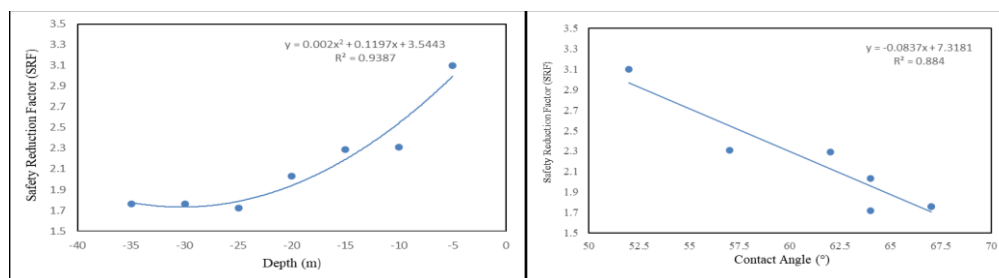 3.5
3.3
3.1
2.9
2.7
2.5
2.3
2.1
1.9
1.7
1.5
Safety Reduction Factor (SRF)
y = 0.002x² + 0.1197x + 3.5443
R² = 0.9387
-40 -35 -30 -25 -20 -15 -10 -5 0
Depth (m)
3.5
3.3
3.1
2.9
2.7
2.5
2.3
2.1
1.9
1.7
1.5
Safety Reduction Factor (SRF)
y = -0.0837x + 7.3181
R² = 0.884
50 52.5 55 57.5 60 62.5 65 67.5 70
Contact Angle (°)